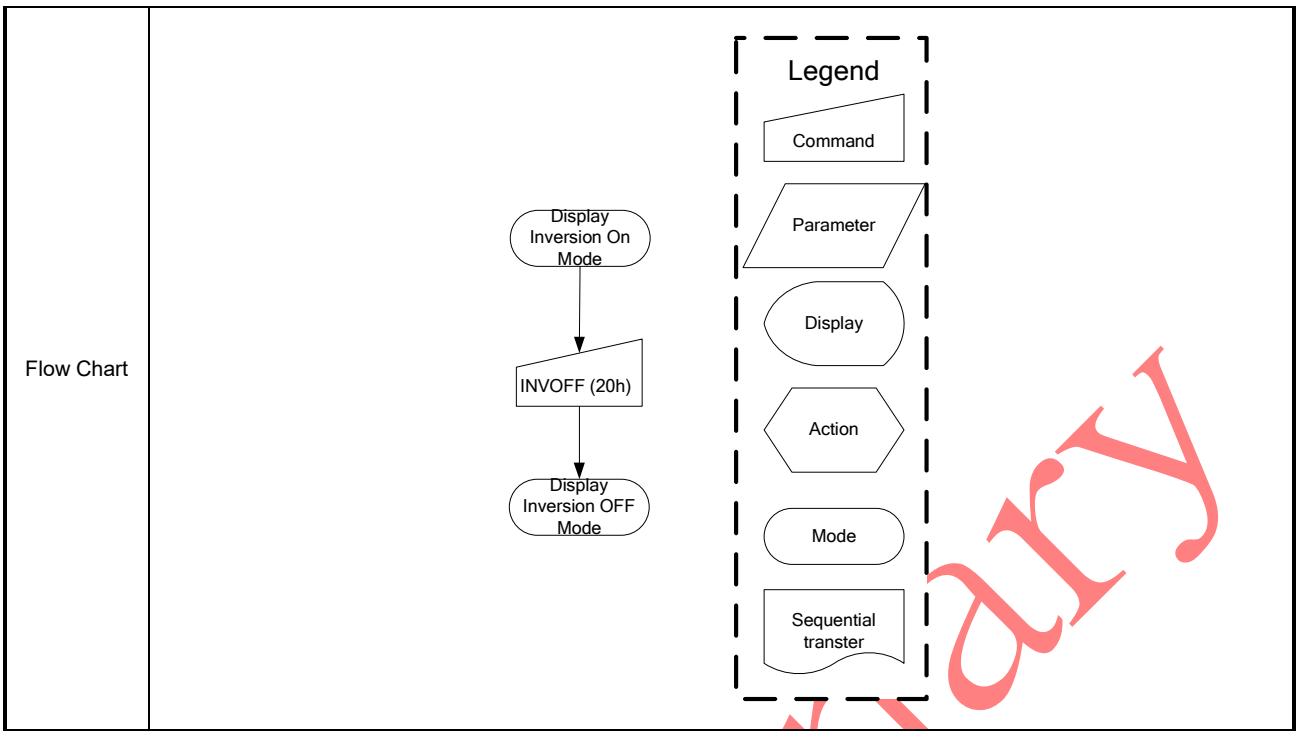 Flow Chart
Display
Inversion On
Mode
INVOFF (20h)
Display
Inversion OFF
Mode
Legend
Command
Parameter
Display
Action
Mode
Sequential
transter
ary